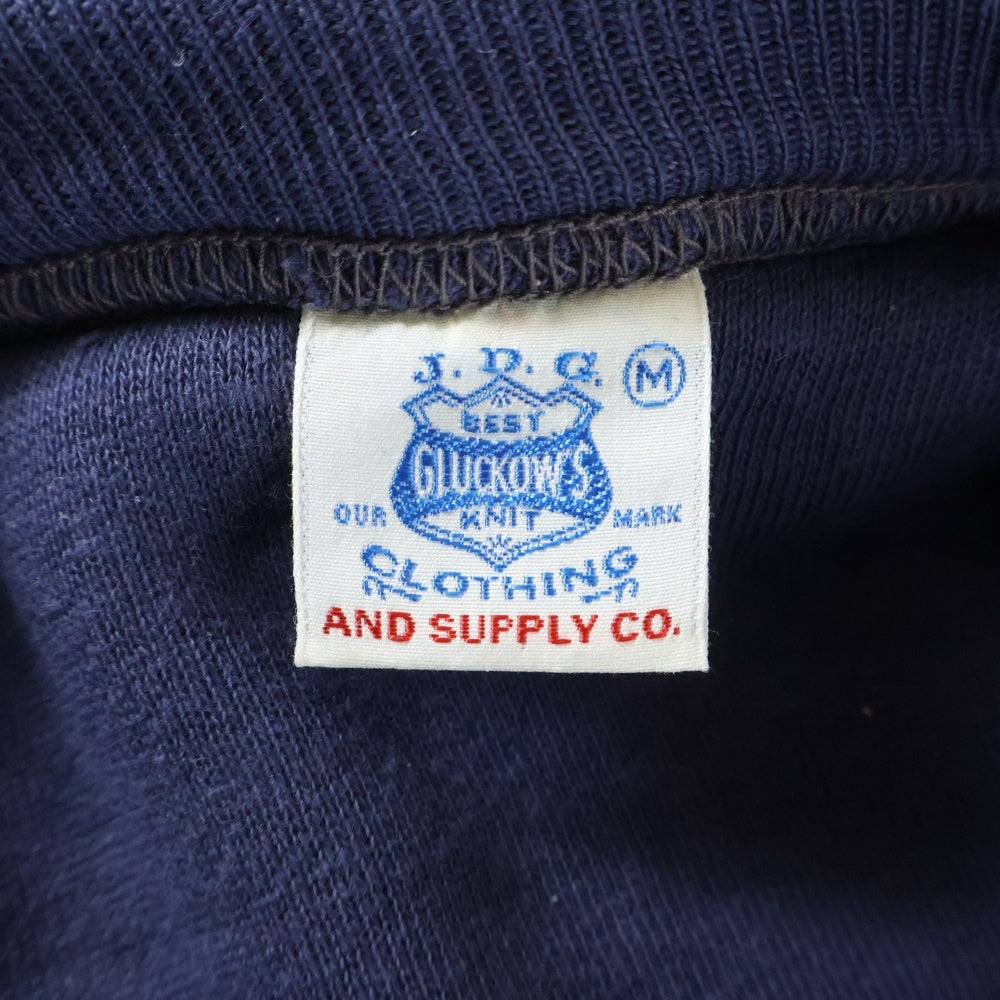 J.D.G. M
BEST
GLUCKOW'S
OUR KNIT MARK
CLOTHING
AND SUPPLY CO.